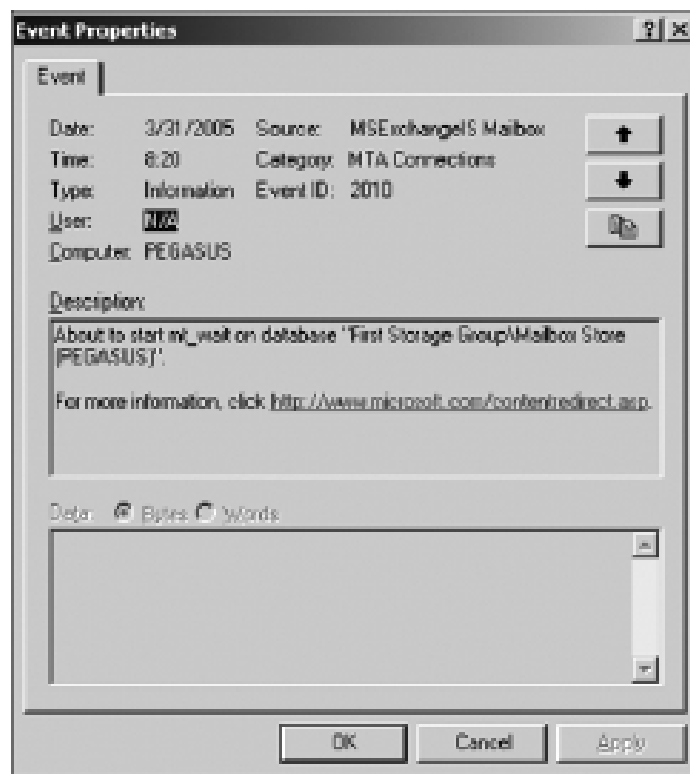 Event Properties
Event
Date: 3/31/2005 Source: MSExchangeIS Mailbox
Time: 8:20 Category: MTA Connections
Type: Information Event ID: 2010
User: N/A
Computer: PEGASUS
Description:
About to start mt_wait on database "First Storage Group\Mailbox Store
(PEGASUS)".
For more information, click http://www.microsoft.com/contentredirect.asp.
Data: Bytes Words
OK Cancel Apply